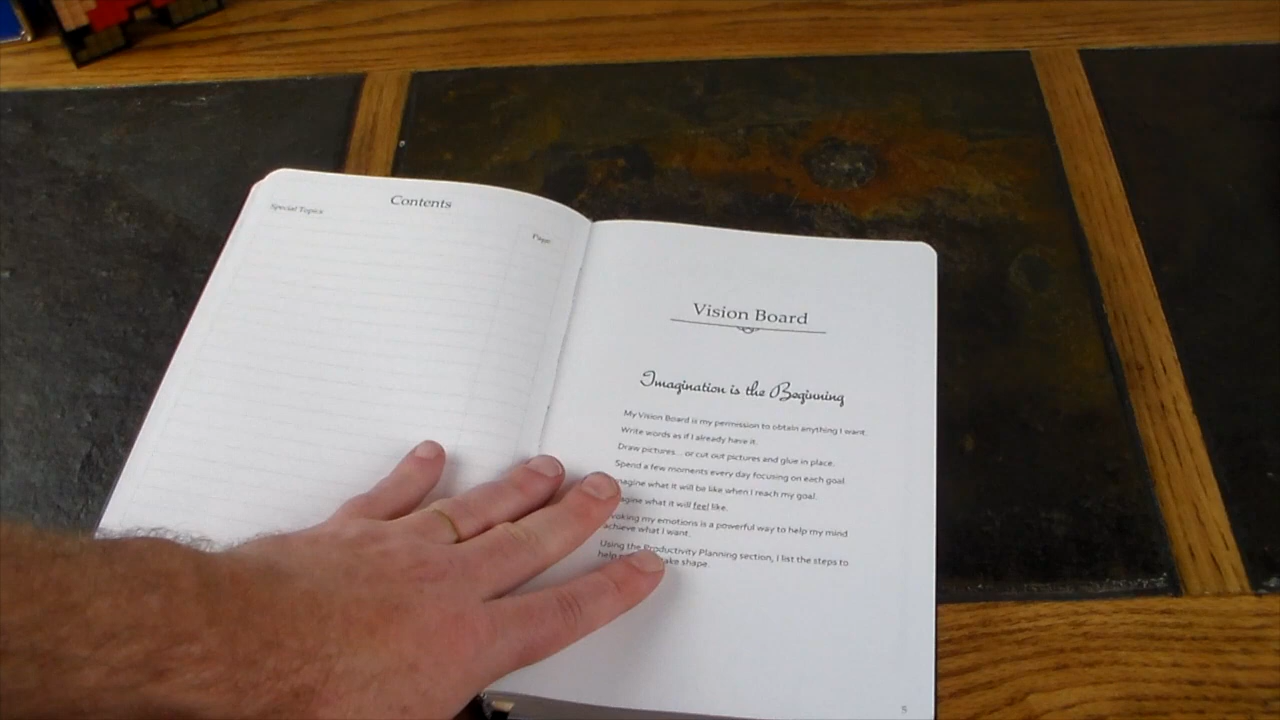 Contents
Special Topics
Page
Vision Board
Imagination is the Beginning
My Vision Board is my permission to obtain anything I want.
Write words as if I already have it.
Draw pictures... or cut out pictures and glue in place.
Spend a few moments every day focusing on each goal.
magine what it will be like when I reach my goal.
agine what it will feel like.
voking my emotions is a powerful way to help my mind
achieve what I want.
Using the Productivity Planning section, I list the steps to
help take shape.
5